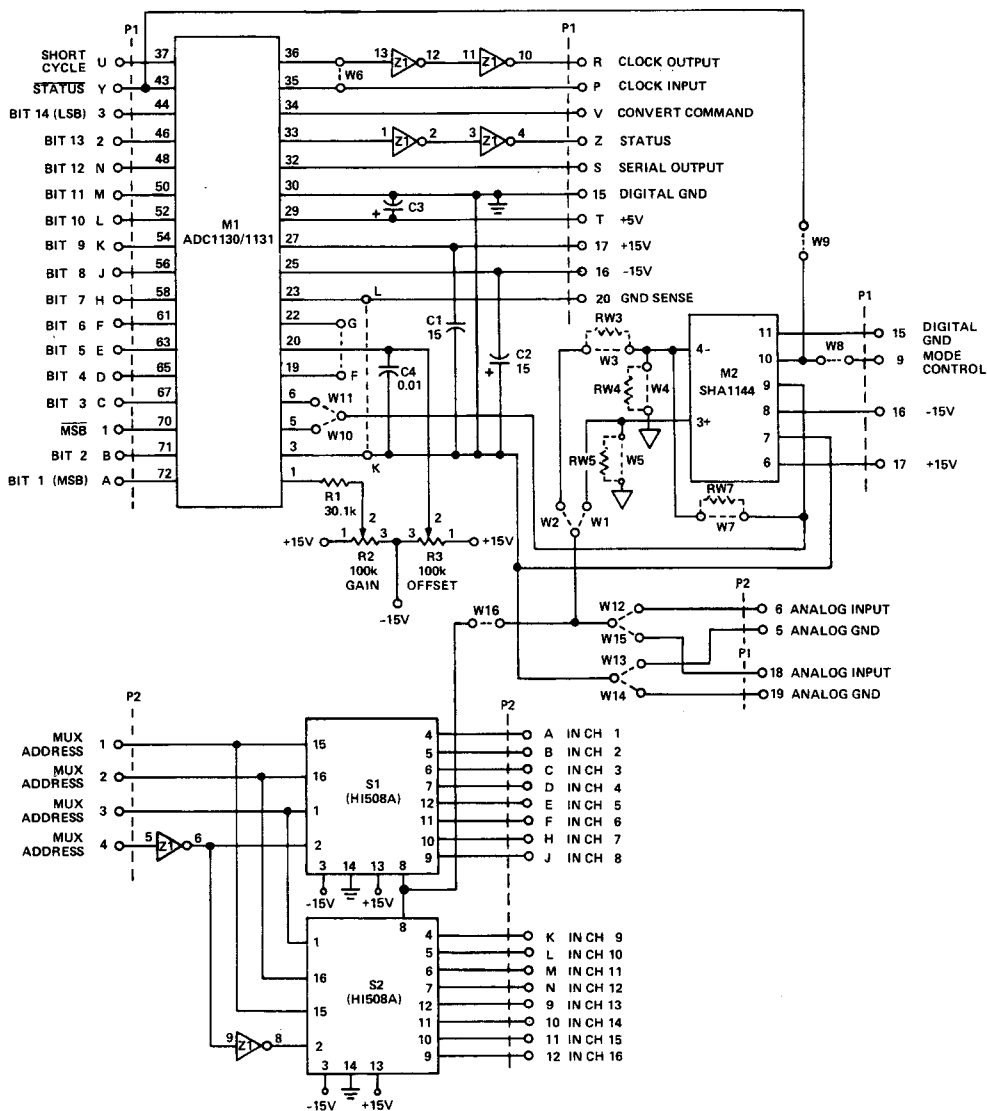 P1
P1
SHORT CYCLE U 37 36 13 Z1 12 11 Z1 10 R CLOCK OUTPUT
W6
STATUS Y 43 35 P CLOCK INPUT
BIT 14 (LSB) 3 44 34 V CONVERT COMMAND
BIT 13 2 46 33 1 Z1 2 3 Z1 4 Z STATUS
BIT 12 N 48 32 S SERIAL OUTPUT
BIT 11 M 50 30 15 DIGITAL GND
+ C3
BIT 10 L 52 29 T +5V
M1
ADC1130/1131
BIT 9 K 54 27 17 +15V
BIT 8 J 56 25 16 -15V
BIT 7 H 58 23 L 20 GND SENSE
BIT 6 F 61 22 G
C1
15
BIT 5 E 63 20
C4
0.01
+ C2
15
BIT 4 D 65 19 F
BIT 3 C 67 6 W11
MSB 1 70 5 W10
BIT 2 B 71 3 K
BIT 1 (MSB) A 72 1
R1
30.1k
+15V 1 2 3 3 2 1 +15V
R2
100k
GAIN
R3
100k
OFFSET
-15V
W9
P1
RW3
W3
4-
RW4
W4
3+
RW5
W5
M2
SHA1144
11 15 DIGITAL GND
10 W8 9 MODE CONTROL
9
8 16 -15V
7
6 17 +15V
RW7
W7
W2 W1
P2
W16
W12 6 ANALOG INPUT
W15 5 ANALOG GND
P1
W13 18 ANALOG INPUT
W14 19 ANALOG GND
P2
P2
MUX ADDRESS 1 15
MUX ADDRESS 2 16
MUX ADDRESS 3 1
MUX ADDRESS 4 5 Z1 6 2
S1
(HI508A)
4 A IN CH 1
5 B IN CH 2
6 C IN CH 3
7 D IN CH 4
12 E IN CH 5
11 F IN CH 6
10 H IN CH 7
9 J IN CH 8
3 14 13 8
-15V +15V
8
1
16
15
9 Z1 8 2
S2
(HI508A)
4 K IN CH 9
5 L IN CH 10
6 M IN CH 11
7 N IN CH 12
12 9 IN CH 13
11 10 IN CH 14
10 11 IN CH 15
9 12 IN CH 16
3 14 13
-15V +15V